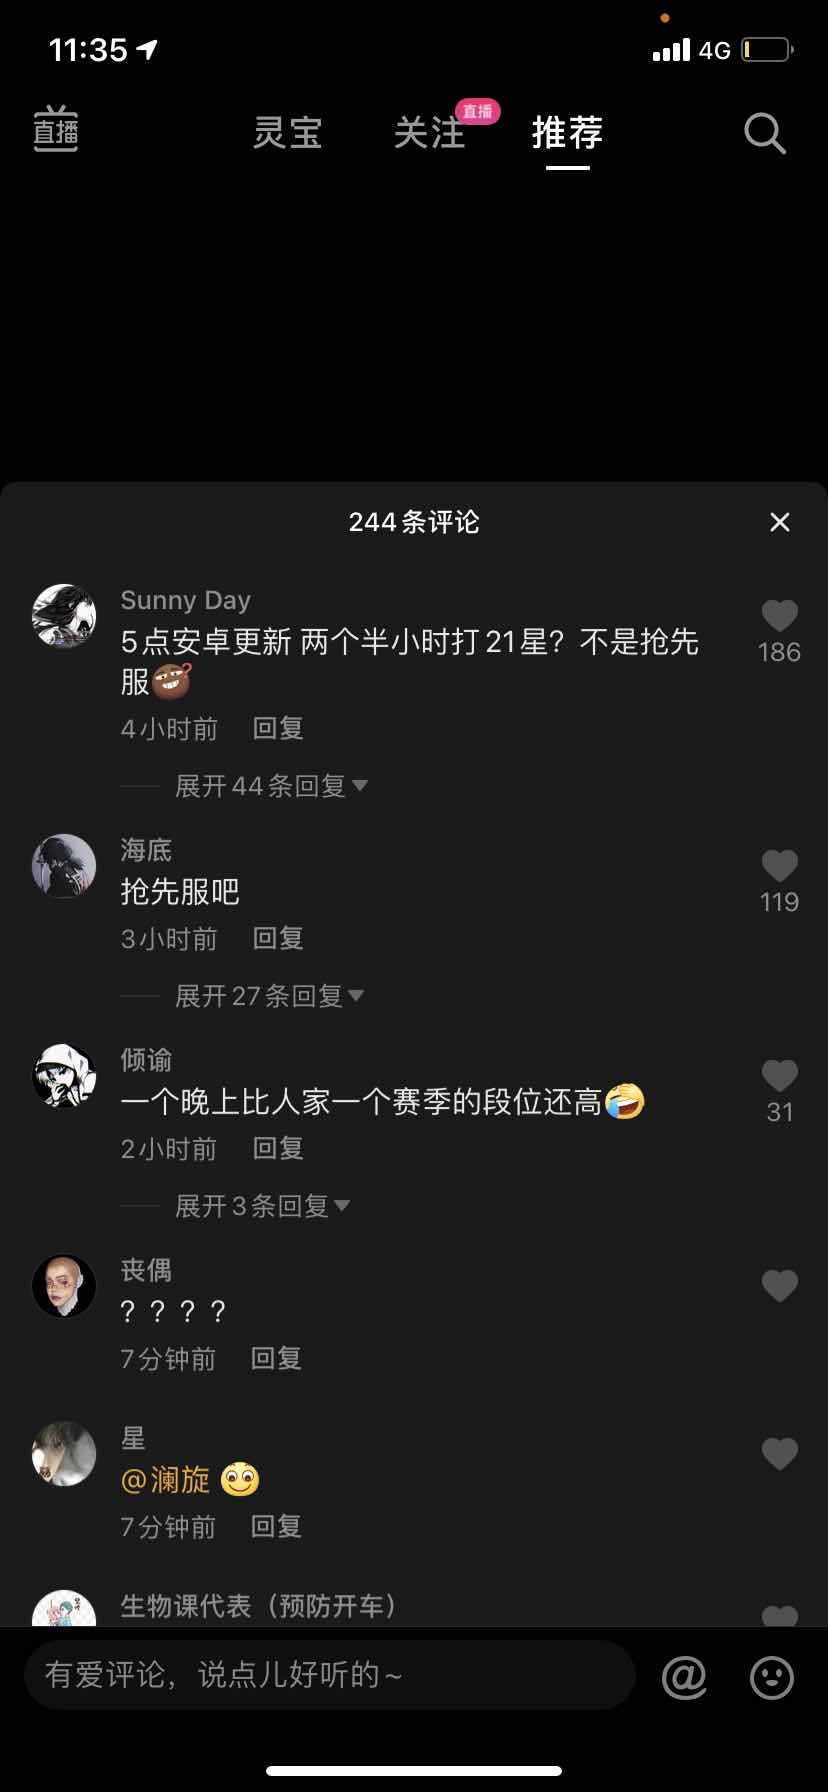 11:35
4G
直播
灵宝
关注
直播
推荐
244条评论
Sunny Day
5点安卓更新 两个半小时打21星？不是抢先
服
186
4小时前 回复
展开44条回复
海底
抢先服吧
119
3小时前 回复
展开27条回复
倾谕
一个晚上比人家一个赛季的段位还高
31
2小时前 回复
展开3条回复
丧偶
？？？？
7分钟前 回复
星
@澜旋
7分钟前 回复
生物课代表（预防开车）
有爱评论，说点儿好听的~